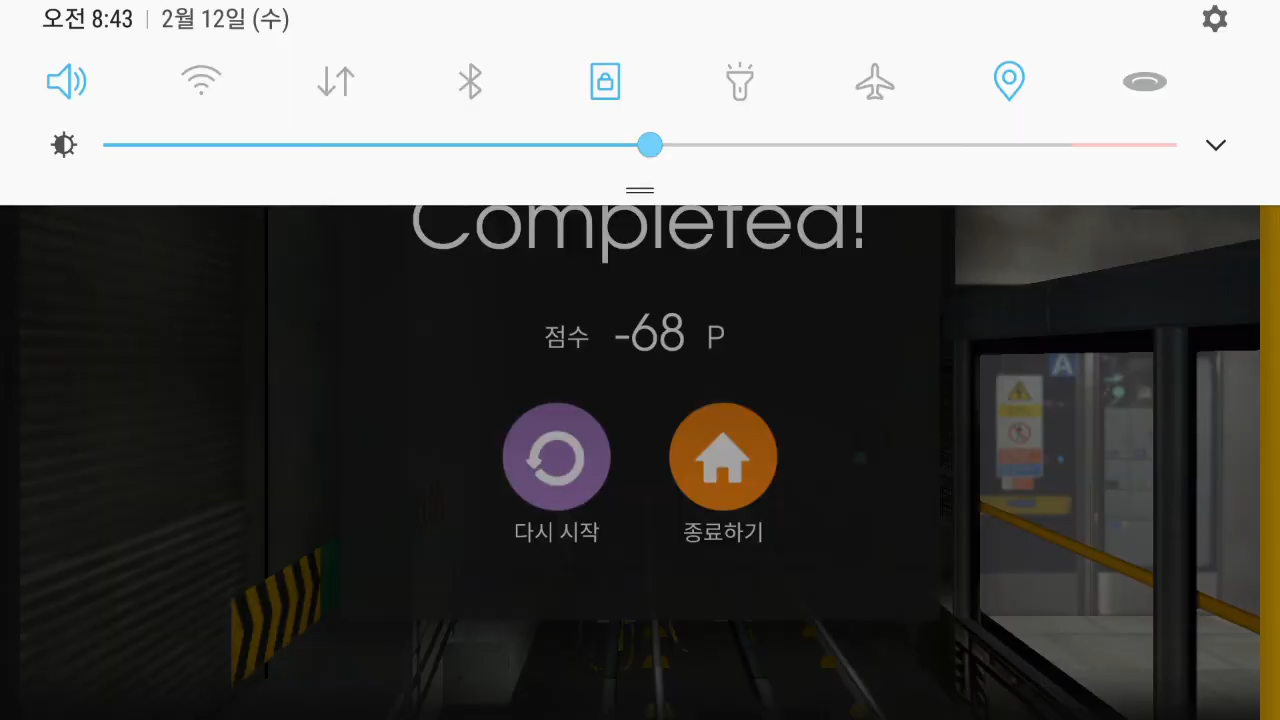 오전 8:43 | 2월 12일 (수)
Completed!
점수 -68 P
다시 시작 종료하기
A